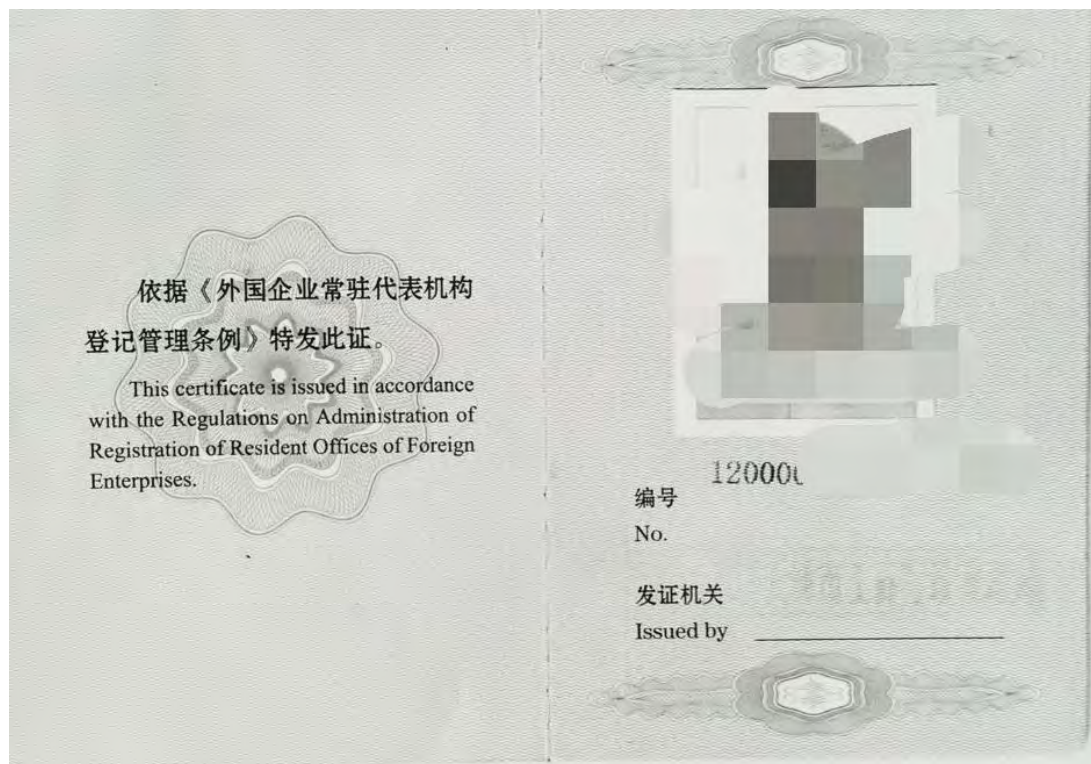 依据《外国企业常驻代表机构
登记管理条例》特发此证。
This certificate is issued in accordance
with the Regulations on Administration of
Registration of Resident Offices of Foreign
Enterprises.
12000
编号
No.
发证机关
Issued by